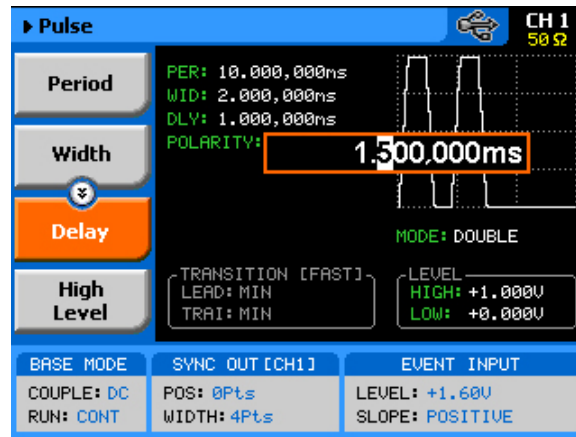 Pulse
CH 1
50 Ω
Period
Width
Delay
High
Level
PER: 10.000,000ms
WID: 2.000,000ms
DLY: 1.000,000ms
POLARITY:
1.500,000ms
MODE: DOUBLE
TRANSITION [FAST]
LEAD: MIN
TRAI: MIN
LEVEL
HIGH: +1.000V
LOW: +0.000V
BASE MODE
COUPLE: DC
RUN: CONT
SYNC OUT [CH1]
POS: 0Pts
WIDTH: 4Pts
EVENT INPUT
LEVEL: +1.60V
SLOPE: POSITIVE